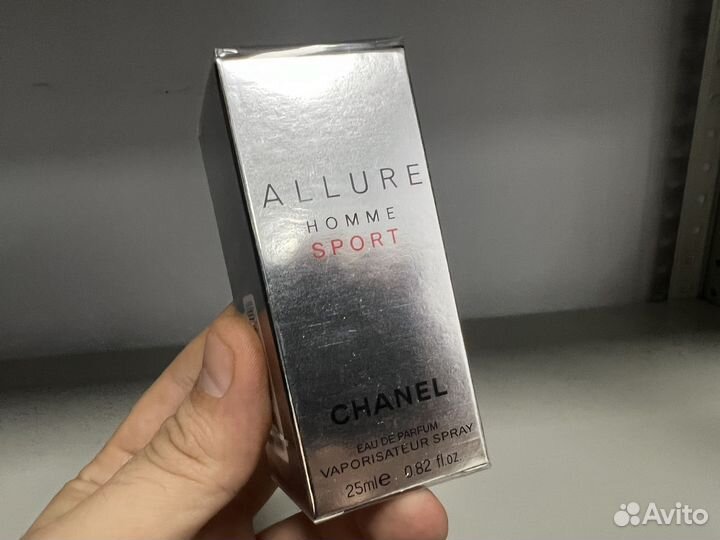 ALLURE
HOMME
SPORT
CHANEL
EAU DE PARFUM
VAPORISATEUR SPRAY
25ml e 0.82 fl.oz.
Avito